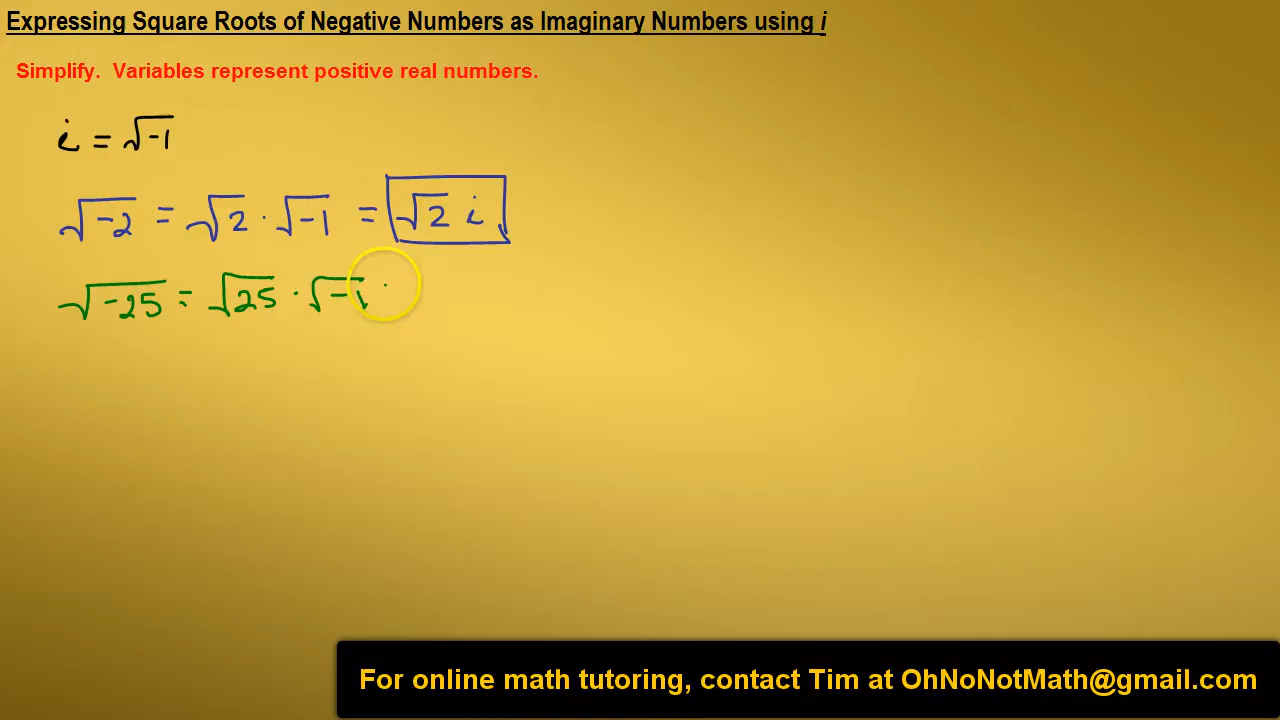 Expressing Square Roots of Negative Numbers as Imaginary Numbers using i
Simplify. Variables represent positive real numbers.
i = √-1
√-2 = √2 · √-1 = √2 i
√-25 = √25 · √-1
For online math tutoring, contact Tim at OhNoNotMath@gmail.com